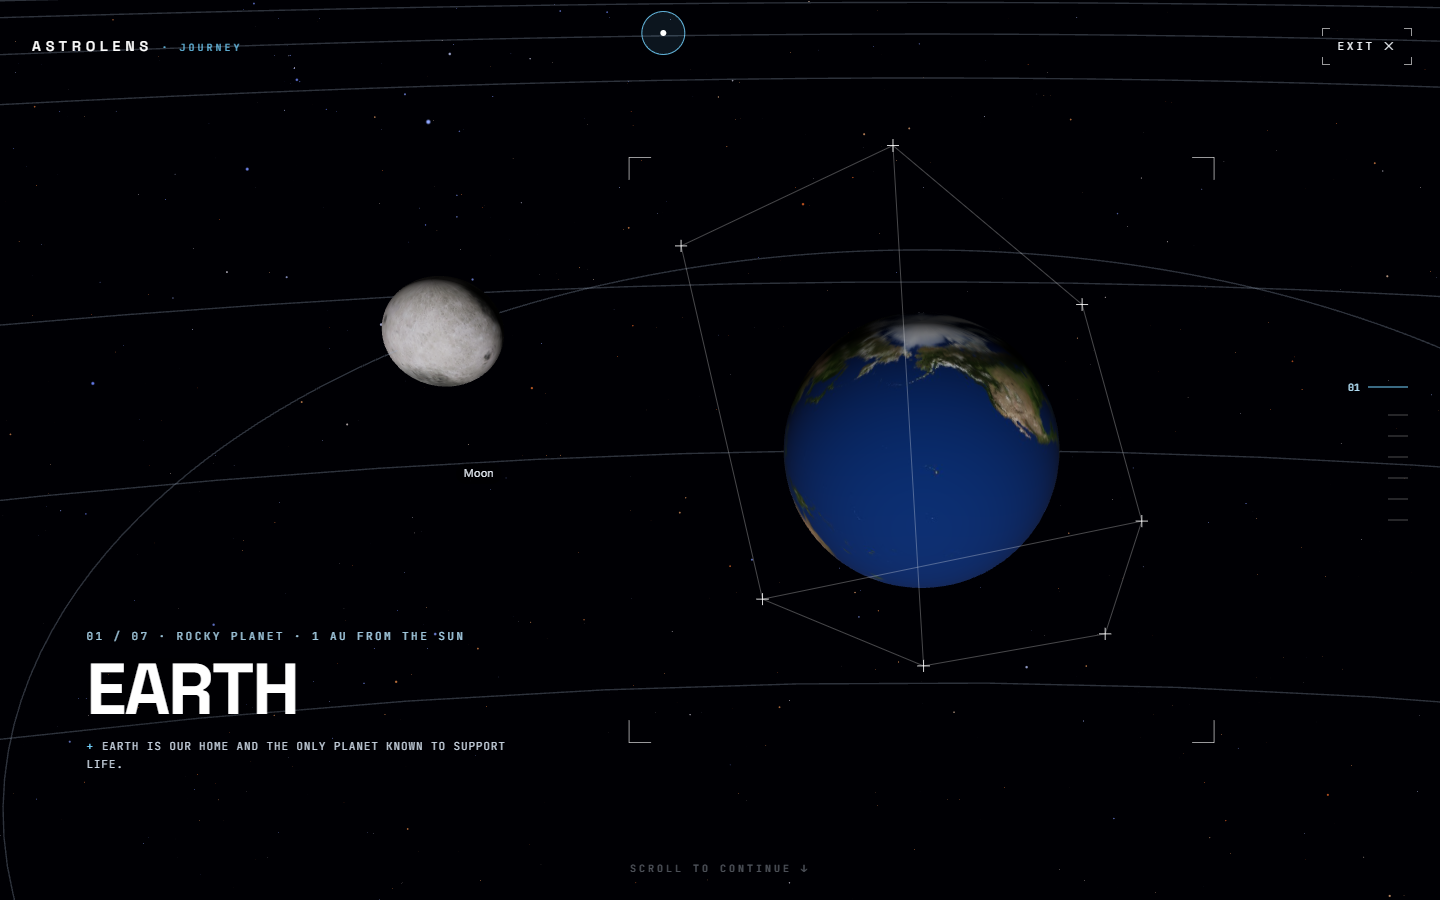 ASTROLENS · JOURNEY
EXIT ×
01
Moon
01 / 07 · ROCKY PLANET · 1 AU FROM THE SUN
EARTH
+ EARTH IS OUR HOME AND THE ONLY PLANET KNOWN TO SUPPORT
LIFE.
SCROLL TO CONTINUE ↓